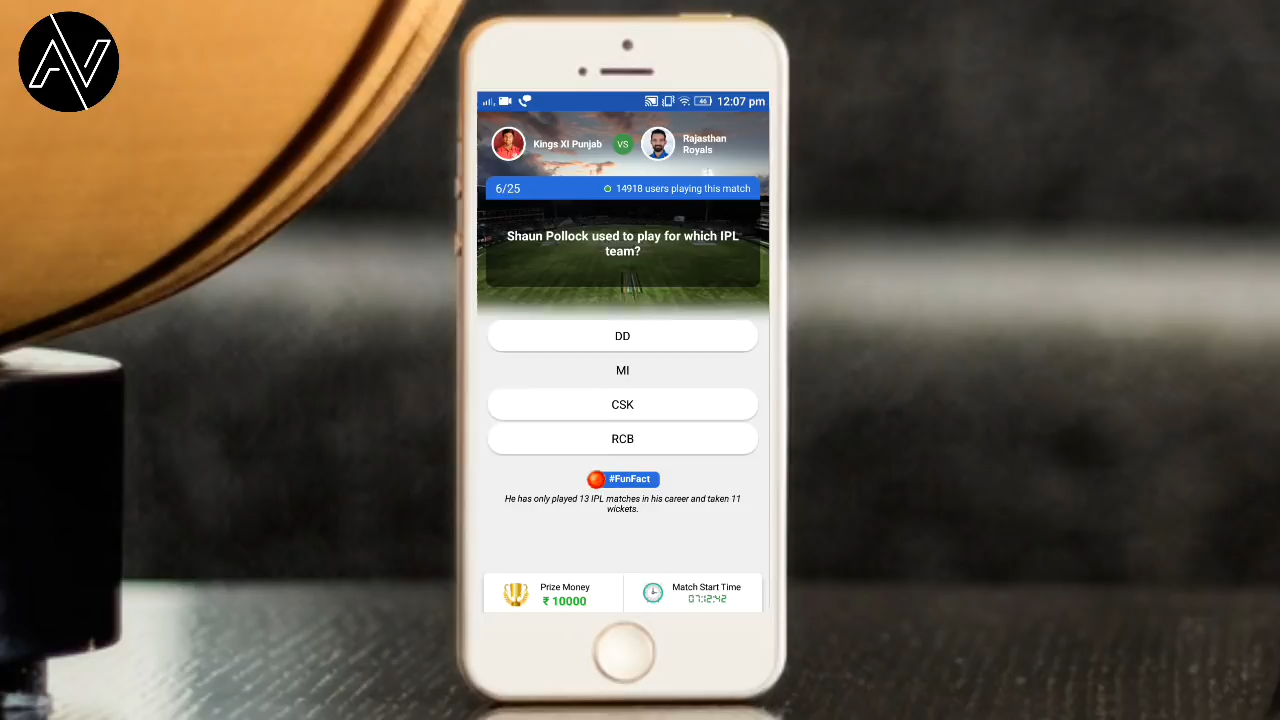 AV
12:07 pm
46
Kings XI Punjab
VS
Rajasthan
Royals
6/25
14918 users playing this match
Shaun Pollock used to play for which IPL
team?
DD
MI
CSK
RCB
#FunFact
He has only played 13 IPL matches in his career and taken 11
wickets.
Prize Money
₹ 10000
Match Start Time
07:12:42